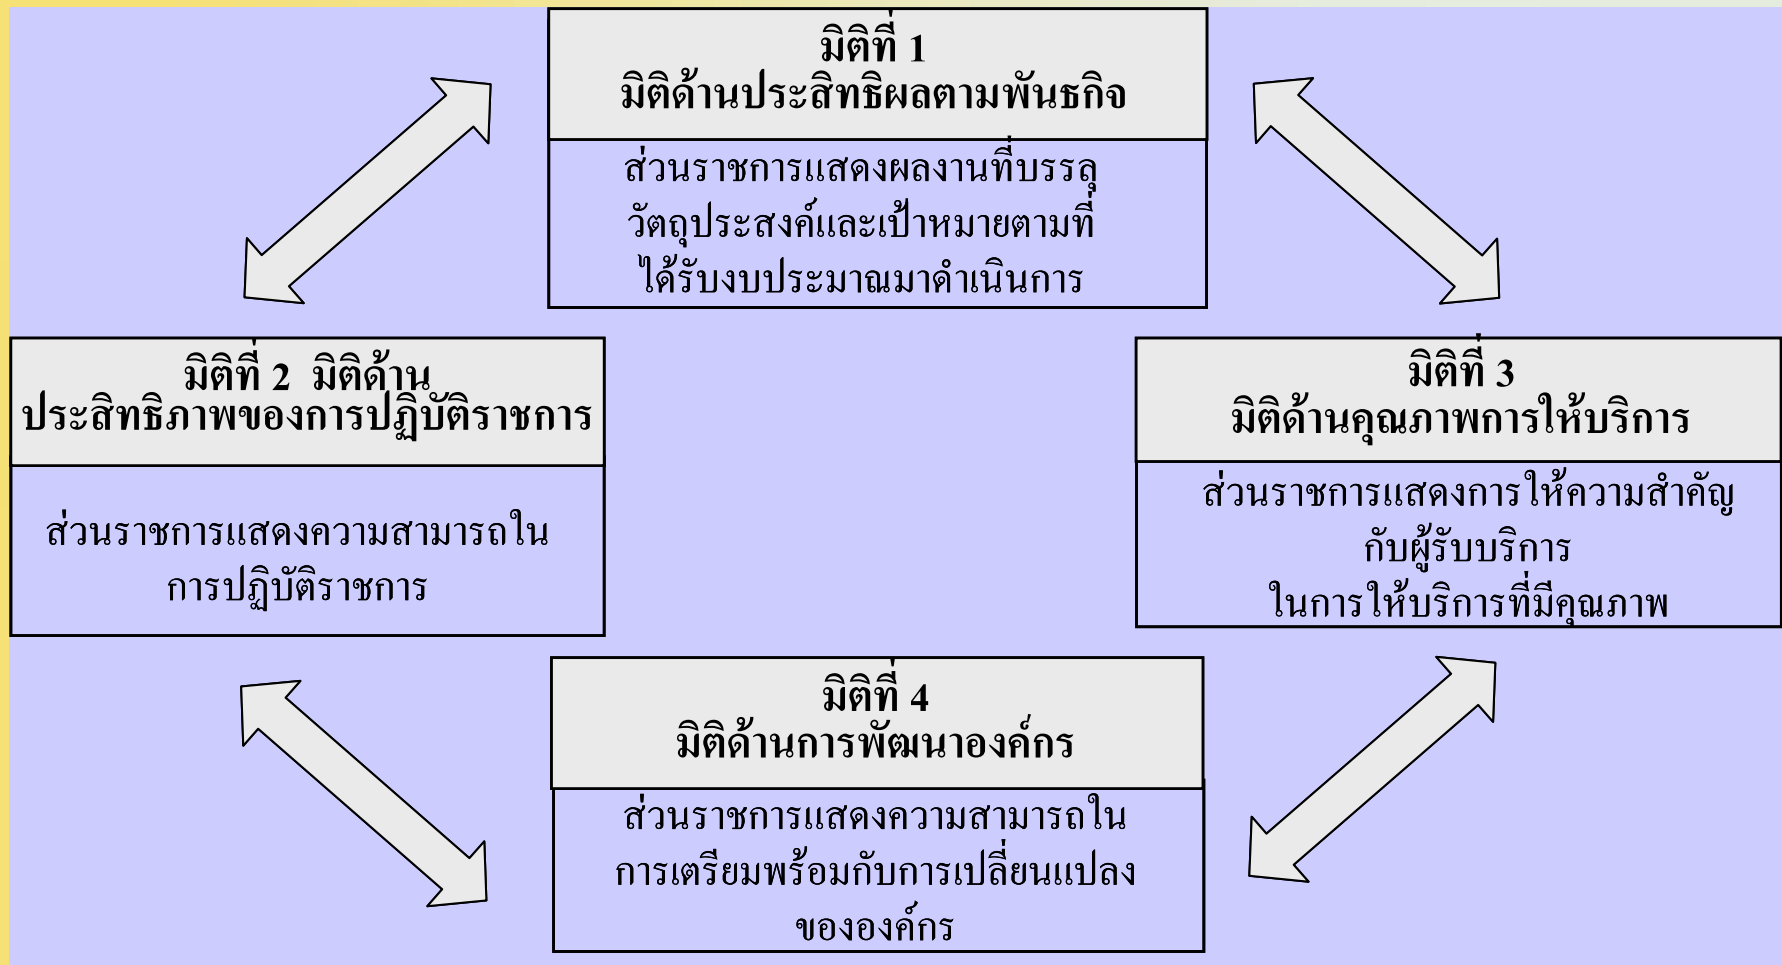 มิติที่ 1
มิติด้านประสิทธิผลตามพันธกิจ
ส่วนราชการแสดงผลงานที่บรรลุ
วัตถุประสงค์และเป้าหมายตามที่
ได้รับงบประมาณมาดำเนินการ
มิติที่ 2 มิติด้าน
ประสิทธิภาพของการปฏิบัติราชการ
ส่วนราชการแสดงความสามารถใน
การปฏิบัติราชการ
มิติที่ 3
มิติด้านคุณภาพการให้บริการ
ส่วนราชการแสดงการให้ความสำคัญ
กับผู้รับบริการ
ในการให้บริการที่มีคุณภาพ
มิติที่ 4
มิติด้านการพัฒนาองค์กร
ส่วนราชการแสดงความสามารถใน
การเตรียมพร้อมกับการเปลี่ยนแปลง
ขององค์กร